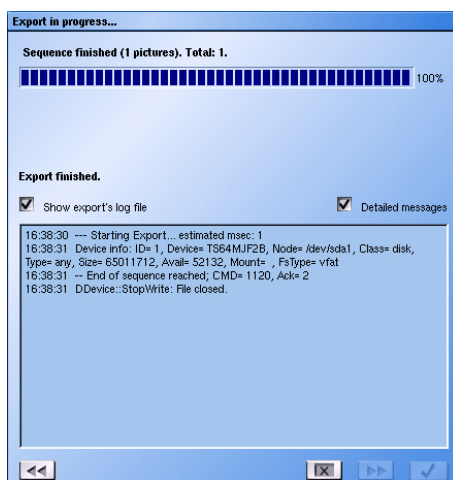 Export in progress...
Sequence finished (1 pictures). Total: 1.
100%
Export finished.
Show export's log file
Detailed messages
16:38:30 --- Starting Export... estimated msec: 1
16:38:31 Device info: ID= 1, Device= TS64MJF2B, Node= /dev/sda1, Class= disk,
Type= any, Size= 65011712, Avail= 52132, Mount= , FsType= vfat
16:38:31 -- End of sequence reached; CMD= 1120, Ack= 2
16:38:31 DDevice::StopWrite: File closed.